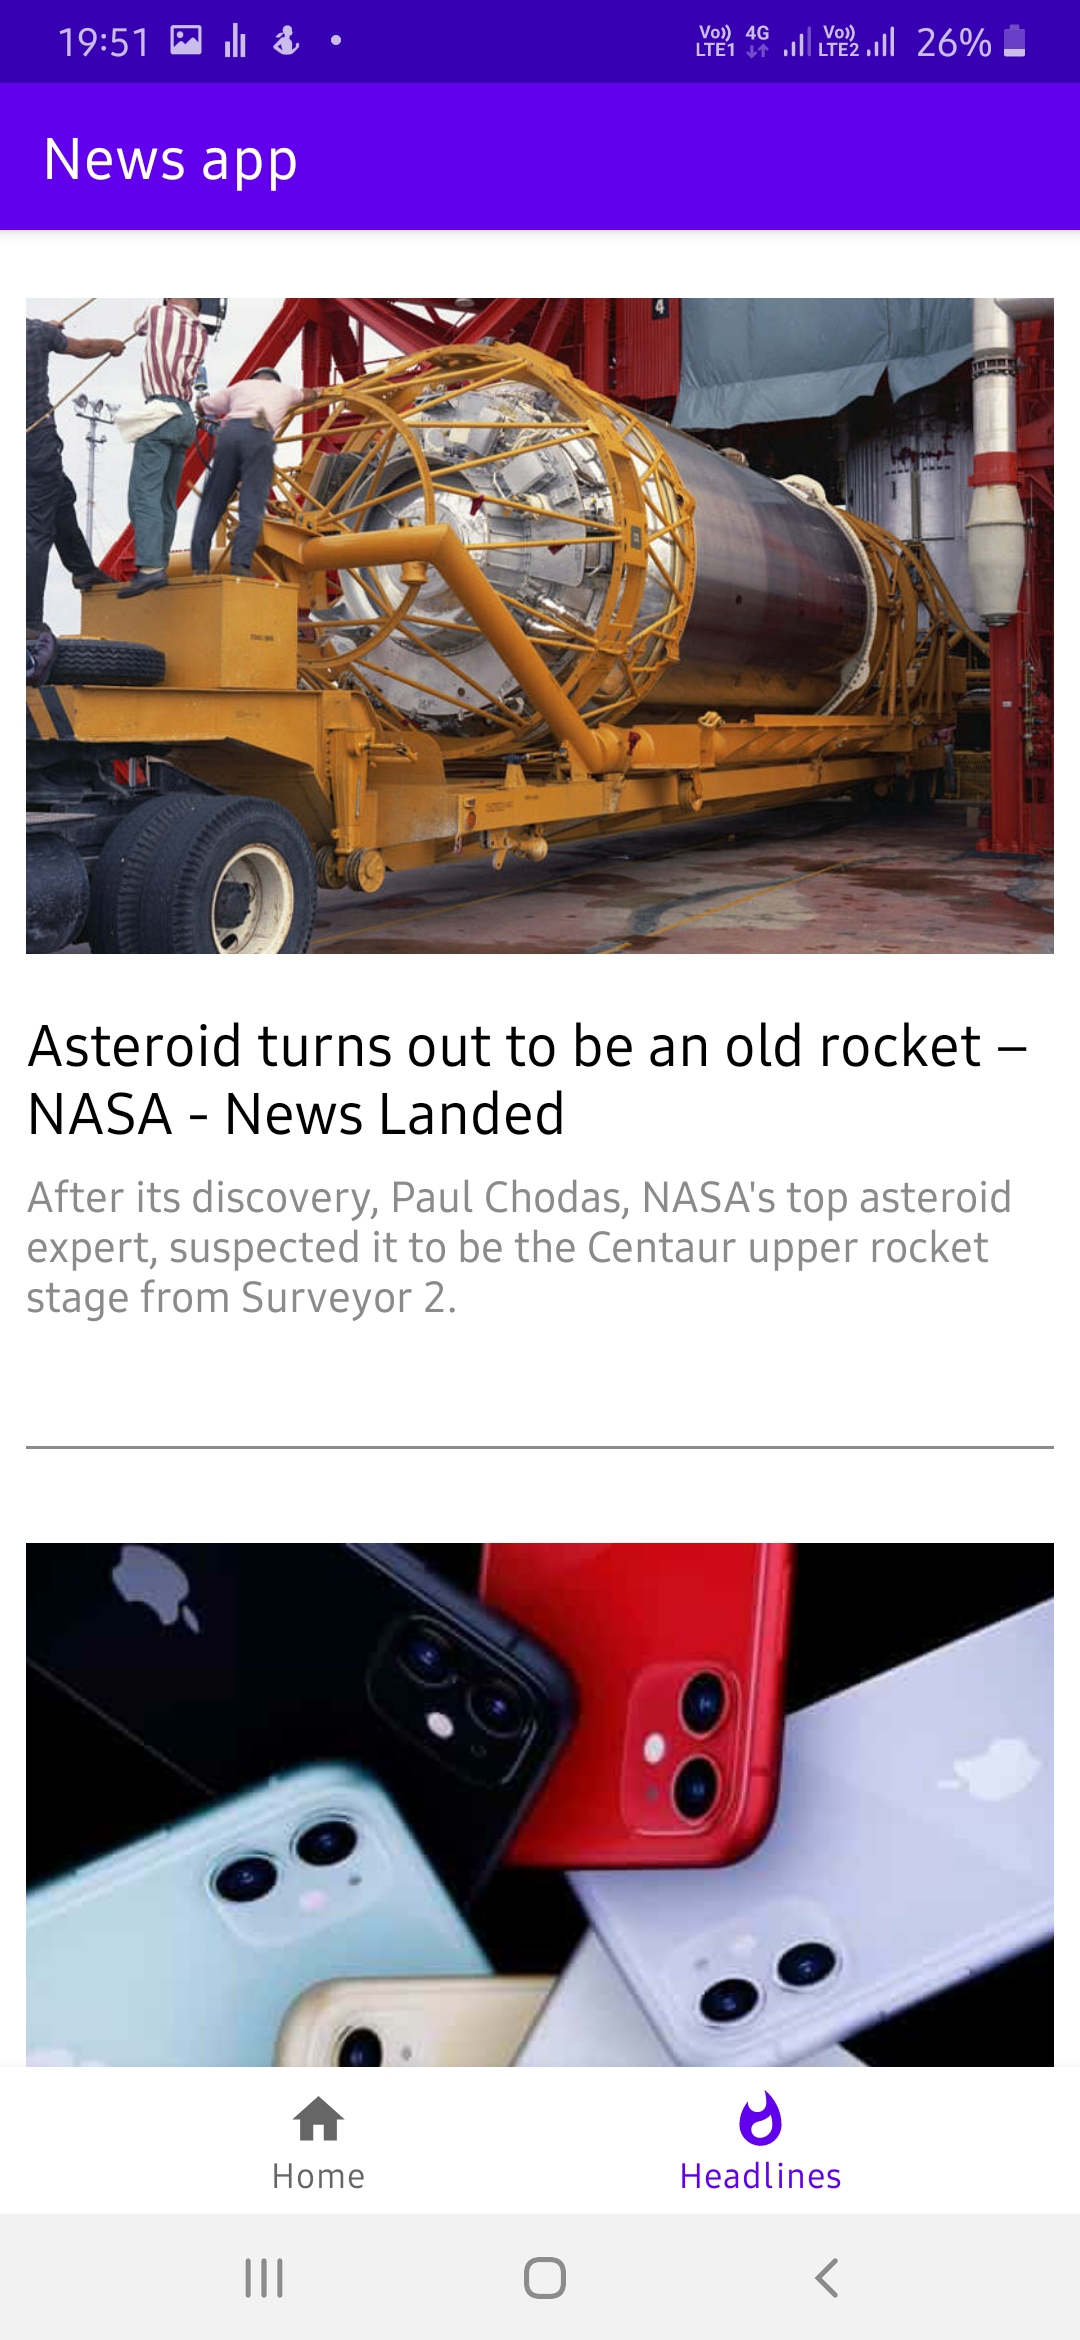 19:51
Vo)) LTE1 4G Vo)) LTE2 26%
News app
4
Asteroid turns out to be an old rocket –
NASA - News Landed
After its discovery, Paul Chodas, NASA's top asteroid
expert, suspected it to be the Centaur upper rocket
stage from Surveyor 2.
Home
Headlines